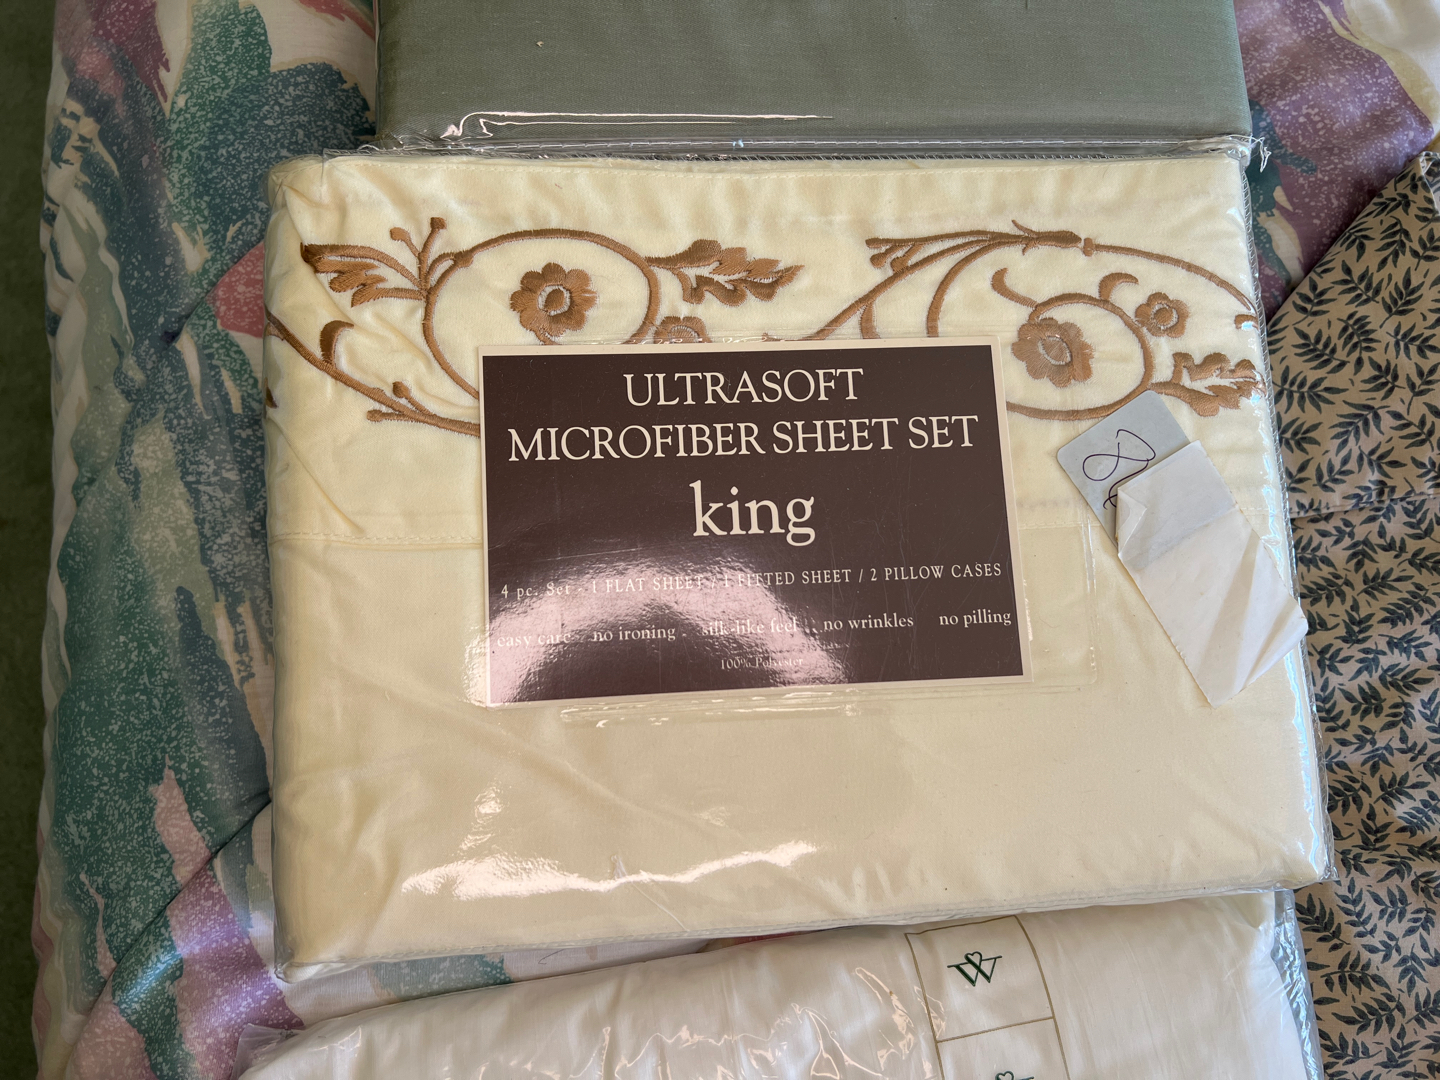 ULTRASOFT
MICROFIBER SHEET SET
king
4 pc. Set - 1 FLAT SHEET / 1 FITTED SHEET / 2 PILLOW CASES
easy care no ironing silk-like feel no wrinkles no pilling
100% Polyester
W